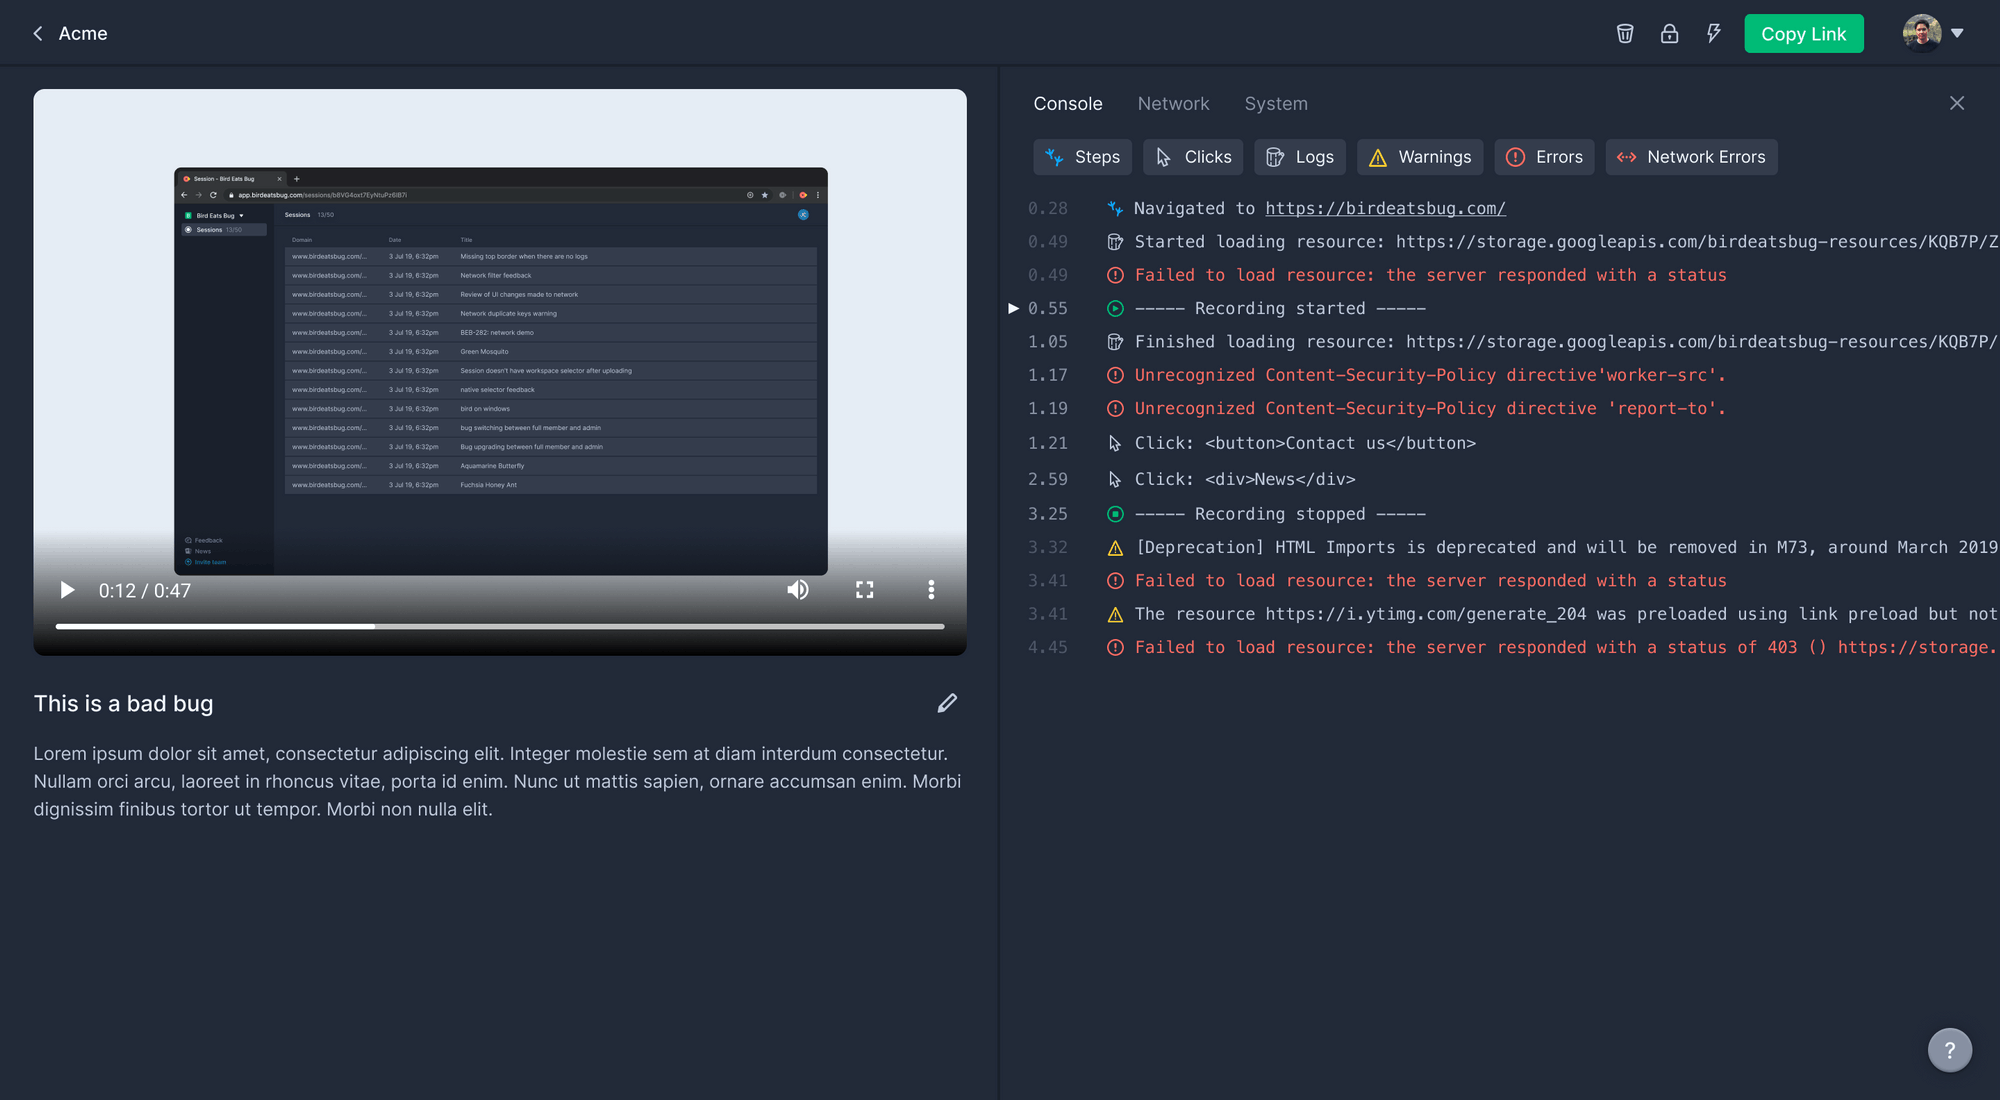 Acme
Copy Link
Session - Bird Eats Bug
app.birdeatsbug.com/sessions/
Bird Eats Bug
Sessions 13/50
Sessions 13/50
Domain Date Title
www.birdeatsbug.com/... 3 Jul 19, 6:32pm Missing top border when there are no logs
www.birdeatsbug.com/... 3 Jul 19, 6:32pm Network filter feedback
www.birdeatsbug.com/... 3 Jul 19, 6:32pm Review of UI changes made to network
www.birdeatsbug.com/... 3 Jul 19, 6:32pm Network duplicate keys warning
www.birdeatsbug.com/... 3 Jul 19, 6:32pm BEB-282: network demo
www.birdeatsbug.com/... 3 Jul 19, 6:32pm Green Mosquito
www.birdeatsbug.com/... 3 Jul 19, 6:32pm Session doesn't have workspace selector after uploading
www.birdeatsbug.com/... 3 Jul 19, 6:32pm native selector feedback
www.birdeatsbug.com/... 3 Jul 19, 6:32pm bird on windows
www.birdeatsbug.com/... 3 Jul 19, 6:32pm bug switching between full member and admin
www.birdeatsbug.com/... 3 Jul 19, 6:32pm Bug upgrading between full member and admin
www.birdeatsbug.com/... 3 Jul 19, 6:32pm Aquamarine Butterfly
www.birdeatsbug.com/... 3 Jul 19, 6:32pm Fuchsia Honey Ant
Feedback
News
Invite team
0:12 / 0:47
This is a bad bug
Lorem ipsum dolor sit amet, consectetur adipiscing elit. Integer molestie sem at diam interdum consectetur.
Nullam orci arcu, laoreet in rhoncus vitae, porta id enim. Nunc ut mattis sapien, ornare accumsan enim. Morbi
dignissim finibus tortor ut tempor. Morbi non nulla elit.
Console Network System
Steps Clicks Logs Warnings Errors Network Errors
0.28 Navigated to https://birdeatsbug.com/
0.49 Started loading resource: https://storage.googleapis.com/birdeatsbug-resources/KQB7P/Z
0.49 Failed to load resource: the server responded with a status
0.55 ----- Recording started -----
1.05 Finished loading resource: https://storage.googleapis.com/birdeatsbug-resources/KQB7P/
1.17 Unrecognized Content-Security-Policy directive'worker-src'.
1.19 Unrecognized Content-Security-Policy directive 'report-to'.
1.21 Click: <button>Contact us</button>
2.59 Click: <div>News</div>
3.25 ----- Recording stopped -----
3.32 [Deprecation] HTML Imports is deprecated and will be removed in M73, around March 2019
3.41 Failed to load resource: the server responded with a status
3.41 The resource https://i.ytimg.com/generate_204 was preloaded using link preload but not
4.45 Failed to load resource: the server responded with a status of 403 () https://storage.
?